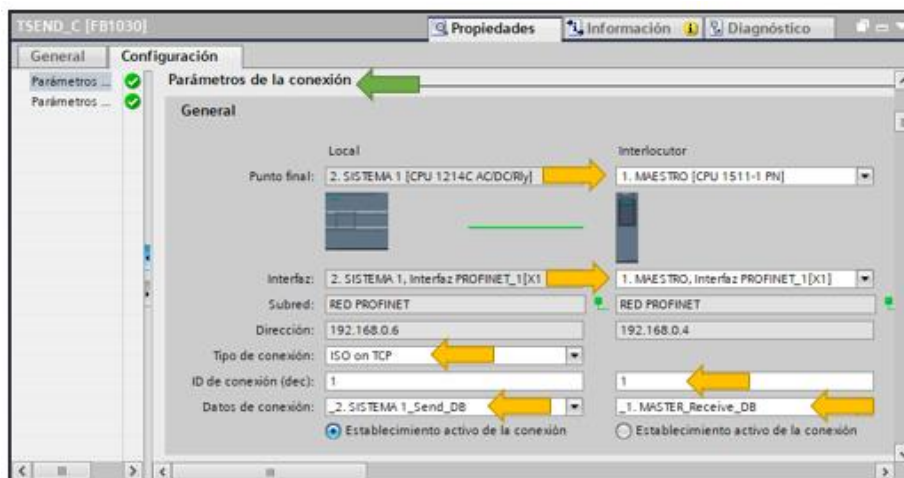 TSEND_C [FB1030]
Propiedades
Información
Diagnóstico
General
Configuración
Parámetros ...
Parámetros ...
Parámetros de la conexión
General
Local
Interlocutor
Punto final:
2. SISTEMA 1 [CPU 1214C AC/DC/Rly]
1. MAESTRO [CPU 1511-1 PN]
Interfaz:
2. SISTEMA 1, Interfaz PROFINET_1[X1
1. MAESTRO, Interfaz PROFINET_1[X1]
Subred:
RED PROFINET
RED PROFINET
Dirección:
192.168.0.6
192.168.0.4
Tipo de conexión:
ISO on TCP
ID de conexión (dec):
1
1
Datos de conexión:
_2. SISTEMA 1_Send_DB
_1. MASTER_Receive_DB
Establecimiento activo de la conexión
Establecimiento activo de la conexión